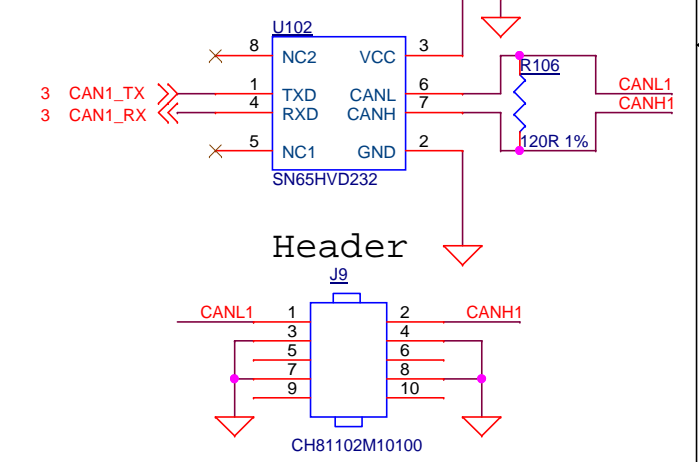 U102
8 NC2 VCC 3
R106
3 CAN1_TX 1 TXD CANL 6 CANL1
3 CAN1_RX 4 RXD CANH 7 CANH1
120R 1%
5 NC1 GND 2
SN65HVD232
Header
J9
CANL1 1 2 CANH1
3 4
5 6
7 8
9 10
CH81102M10100